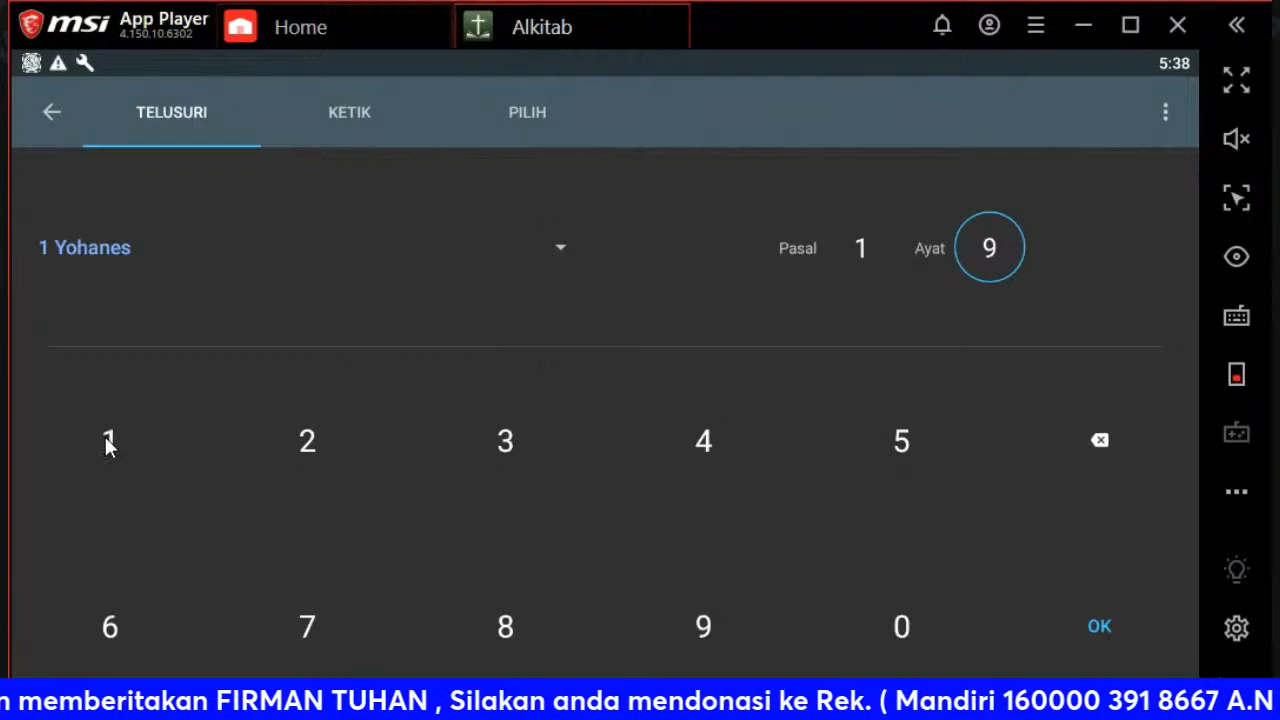 msi App Player
4.150.10.6302
Home
Alkitab
5:38
TELUSURI KETIK PILIH
1 Yohanes
Pasal 1 Ayat 9
1 2 3 4 5
6 7 8 9 0 OK
n memberitakan FIRMAN TUHAN , Silakan anda mendonasi ke Rek. ( Mandiri 160000 391 8667 A.N